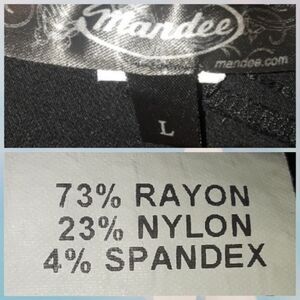 mandee
mandee.com
L
73% RAYON
23% NYLON
4% SPANDEX